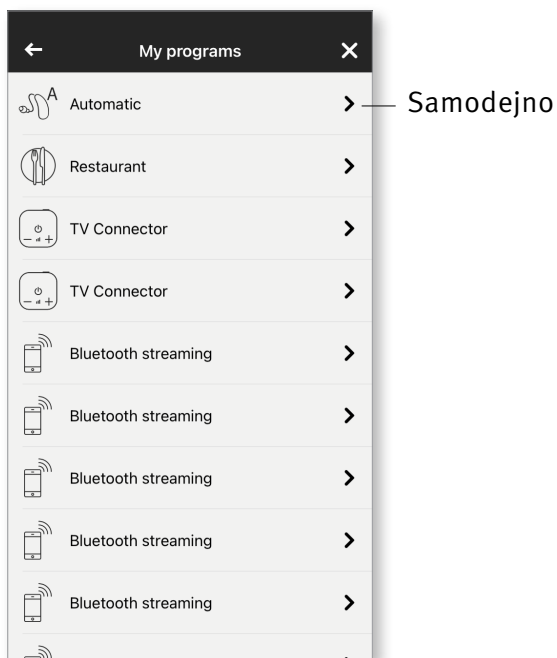 My programs
A
Automatic
Samodejno
Restaurant
TV Connector
TV Connector
Bluetooth streaming
Bluetooth streaming
Bluetooth streaming
Bluetooth streaming
Bluetooth streaming